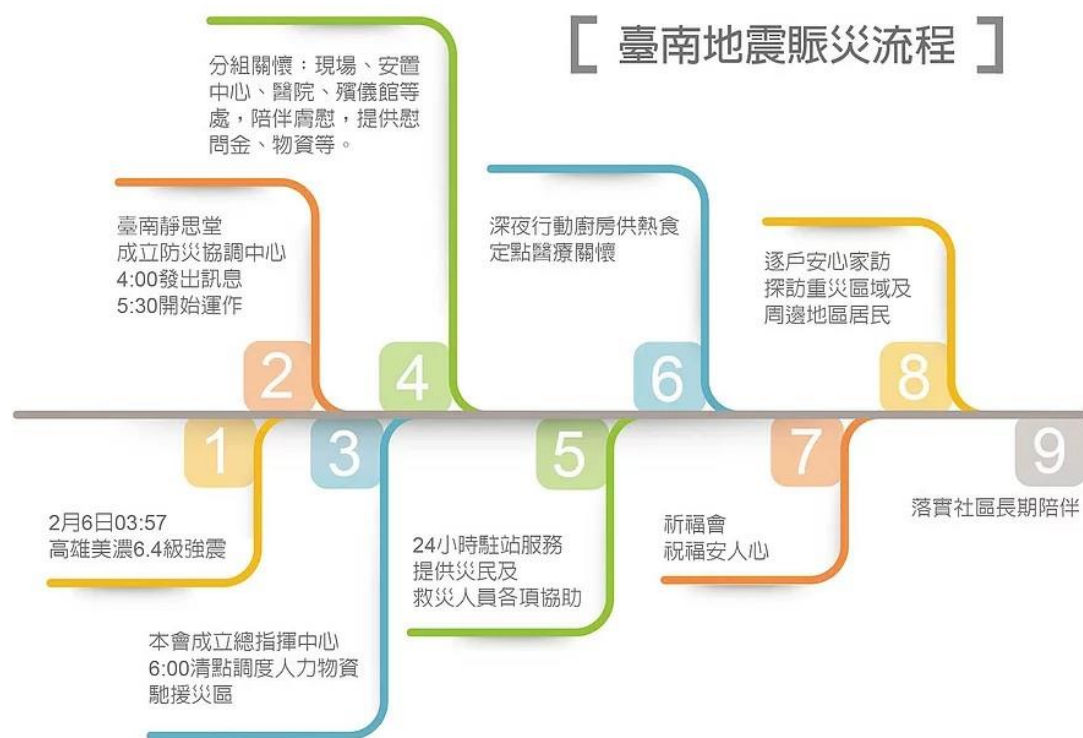 [ 臺南地震賑災流程 ]
1
2月6日03:57
高雄美濃6.4級強震
2
臺南靜思堂
成立防災協調中心
4:00發出訊息
5:30開始運作
3
本會成立總指揮中心
6:00清點調度人力物資
馳援災區
4
分組關懷：現場、安置
中心、醫院、殯儀館等
處，陪伴膚慰，提供慰
問金、物資等。
5
24小時駐站服務
提供災民及
救災人員各項協助
6
深夜行動廚房供熱食
定點醫療關懷
7
祈福會
祝福安人心
8
逐戶安心家訪
探訪重災區域及
周邊地區居民
9
落實社區長期陪伴